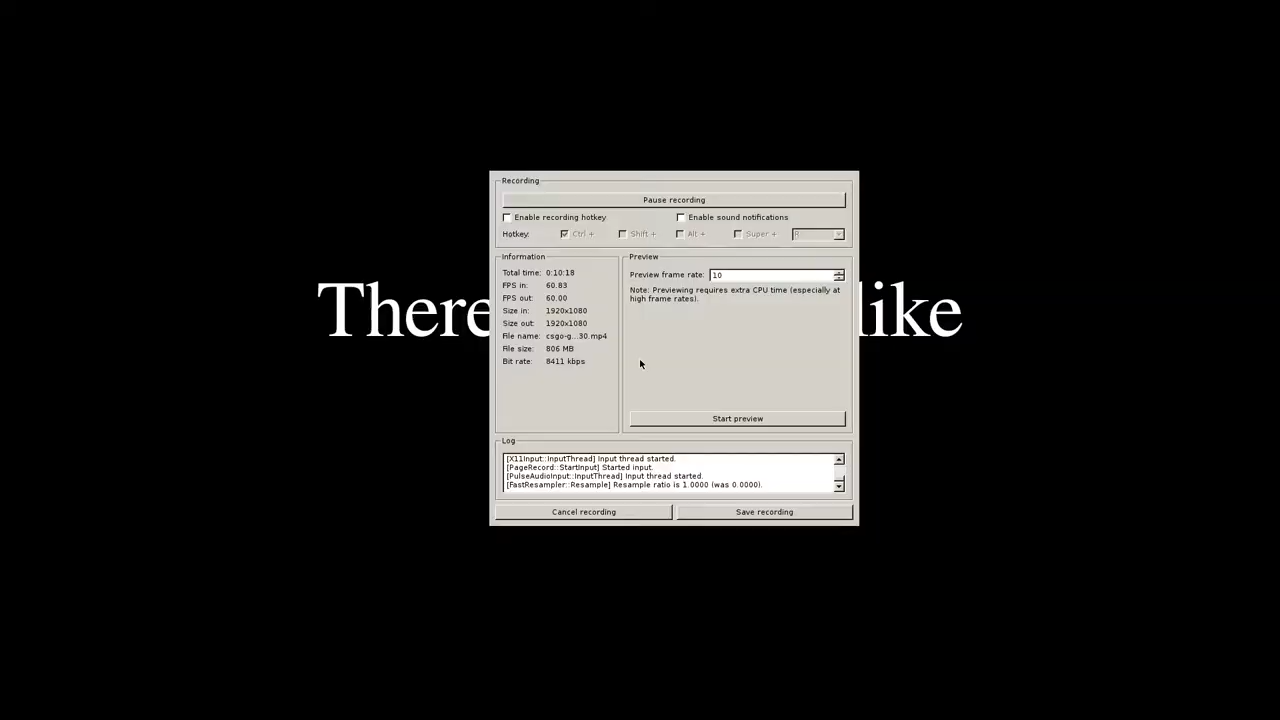 There
like
Recording
Pause recording
Enable recording hotkey
Enable sound notifications
Hotkey: Ctrl + Shift + Alt + Super + R
Information
Total time: 0:10:18
FPS in: 60.83
FPS out: 60.00
Size in: 1920x1080
Size out: 1920x1080
File name: csgo-g...30.mp4
File size: 806 MB
Bit rate: 8411 kbps
Preview
Preview frame rate: 10
Note: Previewing requires extra CPU time (especially at
high frame rates).
Start preview
Log
[X11Input::InputThread] Input thread started.
[PageRecord::StartInput] Started input.
[PulseAudioInput::InputThread] Input thread started.
[FastResampler::Resample] Resample ratio is 1.0000 (was 0.0000).
Cancel recording
Save recording